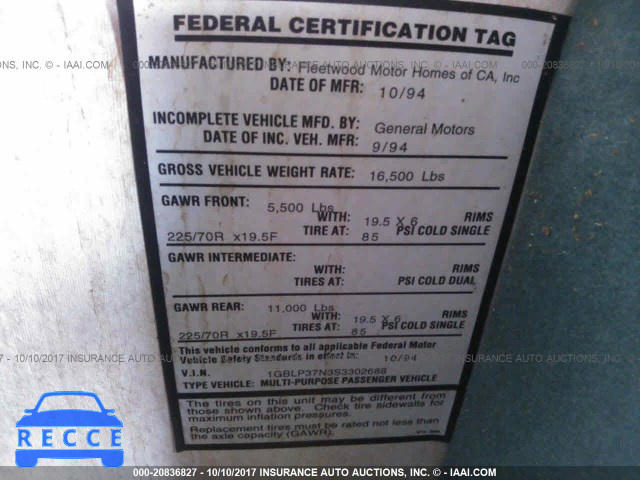 FEDERAL CERTIFICATION TAG
MANUFACTURED BY: Fleetwood Motor Homes of CA, Inc
DATE OF MFR: 10/94
INCOMPLETE VEHICLE MFD. BY: General Motors
DATE OF INC. VEH. MFR: 9/94
GROSS VEHICLE WEIGHT RATE: 16,500 Lbs
GAWR FRONT: 5,500 Lbs
WITH: 19.5 X 6 RIMS
225/70R x19.5F TIRE AT: 85 PSI COLD SINGLE
GAWR INTERMEDIATE:
WITH: RIMS
TIRES AT: PSI COLD DUAL
GAWR REAR: 11,000 Lbs
WITH: 19.5 X 6 RIMS
225/70R x19.5F TIRES AT: 85 PSI COLD SINGLE
This vehicle conforms to all applicable Federal Motor
Vehicle Safety Standards in effect in: 10/94
V.I.N. 1GBLP37N3S3302688
TYPE VEHICLE: MULTI-PURPOSE PASSENGER VEHICLE
The tires on this unit may be different from
those shown above. Check tire sidewalls for
maximum inflation pressures.
Replacement tires must be rated not less than
the axle capacity (GAWR).
RECCE
000-20836827 - 10/10/2017 INSURANCE AUTO AUCTIONS, INC. - © IAAI.COM